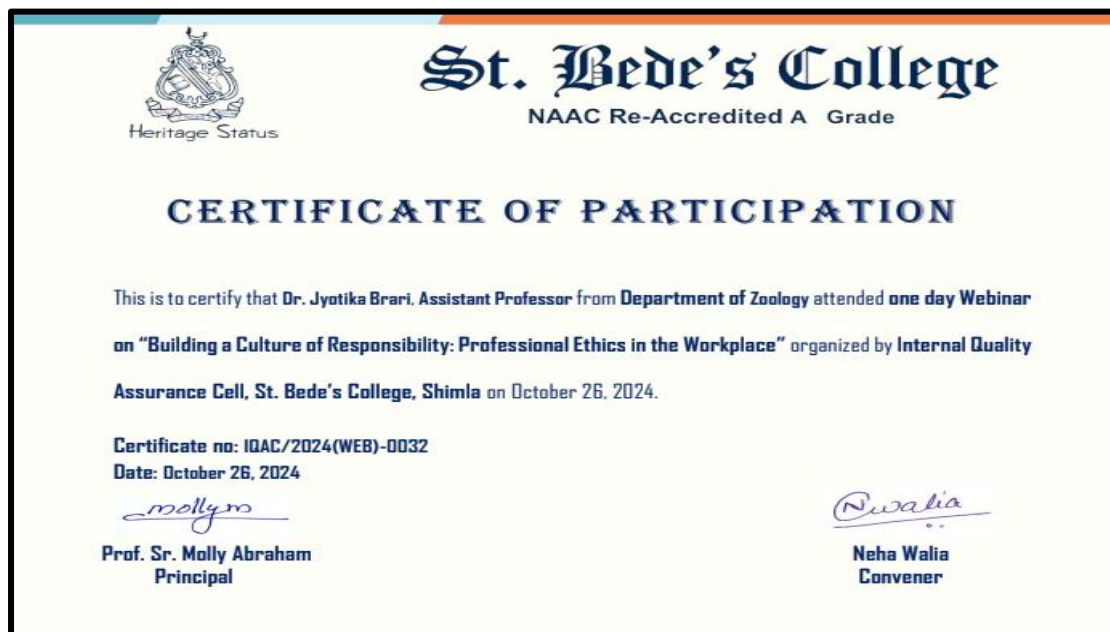 St. Bede's College
NAAC Re-Accredited A Grade
Heritage Status
CERTIFICATE OF PARTICIPATION
This is to certify that Dr. Jyotika Brari, Assistant Professor from Department of Zoology attended one day Webinar
on “Building a Culture of Responsibility: Professional Ethics in the Workplace” organized by Internal Quality
Assurance Cell, St. Bede's College, Shimla on October 26, 2024.
Certificate no: IQAC/2024(WEB)-0032
Date: October 26, 2024
mollym
Nwalia
Prof. Sr. Molly Abraham
Principal
Neha Walia
Convener